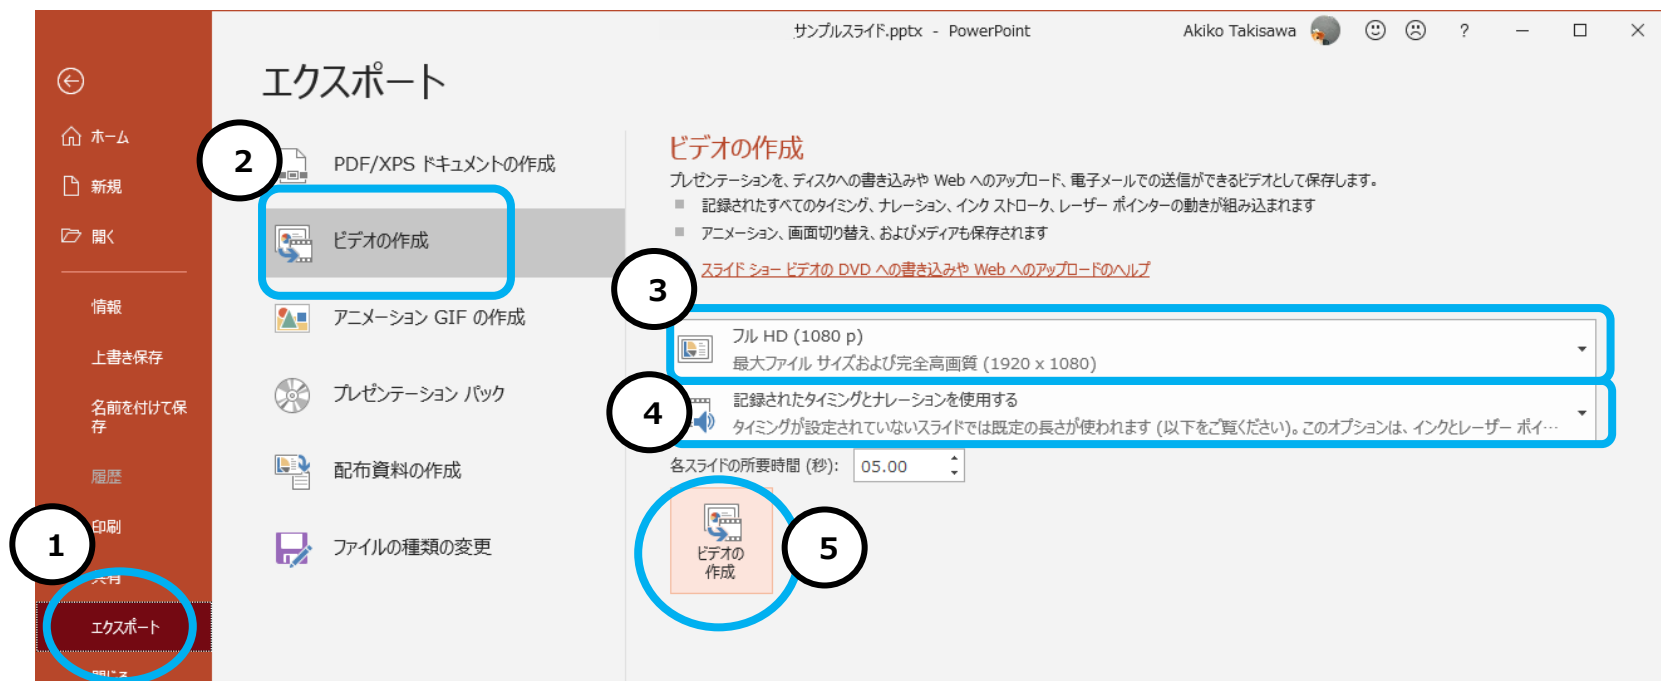 サンプルスライド.pptx - PowerPoint
Akiko Takisawa
?
エクスポート
ホーム
新規
開く
情報
上書き保存
名前を付けて保
存
履歴
印刷
共有
エクスポート
閉じる
1
2
PDF/XPS ドキュメントの作成
ビデオの作成
アニメーション GIF の作成
プレゼンテーション パック
配布資料の作成
ファイルの種類の変更
ビデオの作成
プレゼンテーションを、ディスクへの書き込みや Web へのアップロード、電子メールでの送信ができるビデオとして保存します。
記録されたすべてのタイミング、ナレーション、インク ストローク、レーザー ポインターの動きが組み込まれます
アニメーション、画面切り替え、およびメディアも保存されます
スライド ショー ビデオの DVD への書き込みや Web へのアップロードのヘルプ
3
フル HD (1080 p)
最大ファイル サイズおよび完全高画質 (1920 x 1080)
4
記録されたタイミングとナレーションを使用する
タイミングが設定されていないスライドでは既定の長さが使われます (以下をご覧ください)。このオプションは、インクとレーザー ポイ…
各スライドの所要時間 (秒): 05.00
ビデオの
作成
5